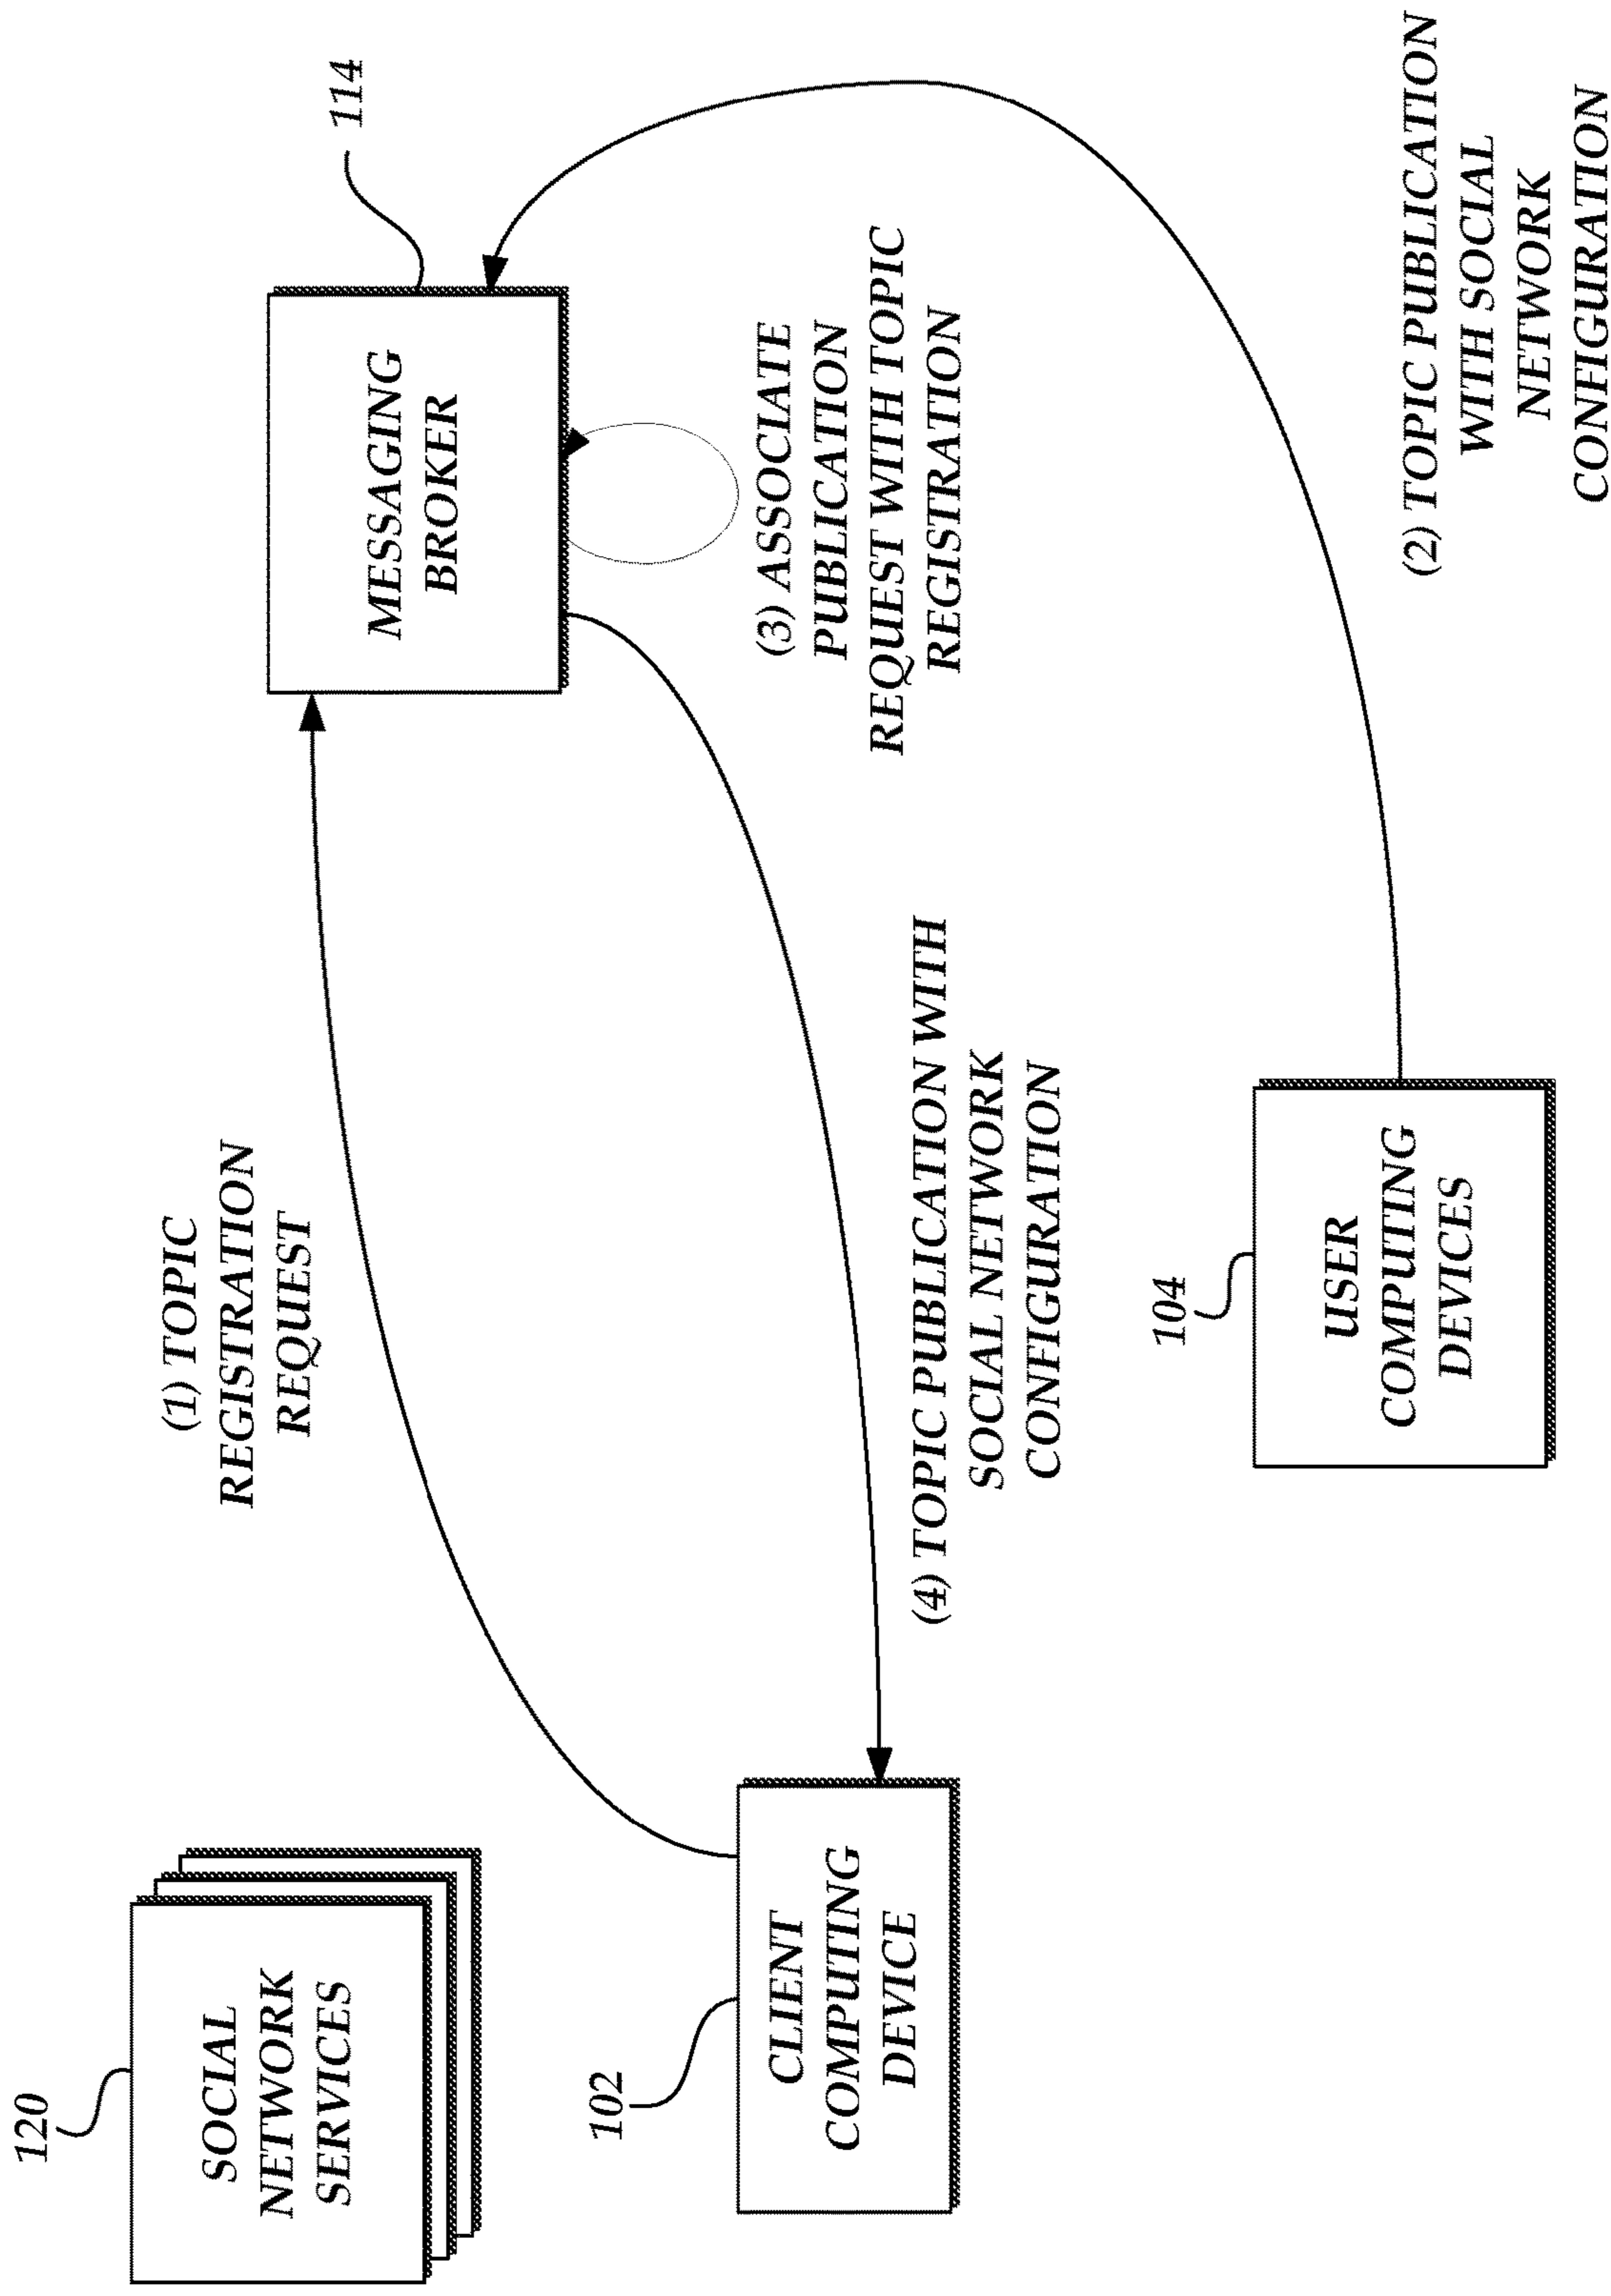 120
SOCIAL
NETWORK
SERVICES
(1) TOPIC
REGISTRATION
REQUEST
114
MESSAGING
BROKER
102
CLIENT
COMPUTING
DEVICE
(3) ASSOCIATE
PUBLICATION
REQUEST WITH TOPIC
REGISTRATION
(4) TOPIC PUBLICATION WITH
SOCIAL NETWORK
CONFIGURATION
104
USER
COMPUTING
DEVICES
(2) TOPIC PUBLICATION
WITH SOCIAL
NETWORK
CONFIGURATION